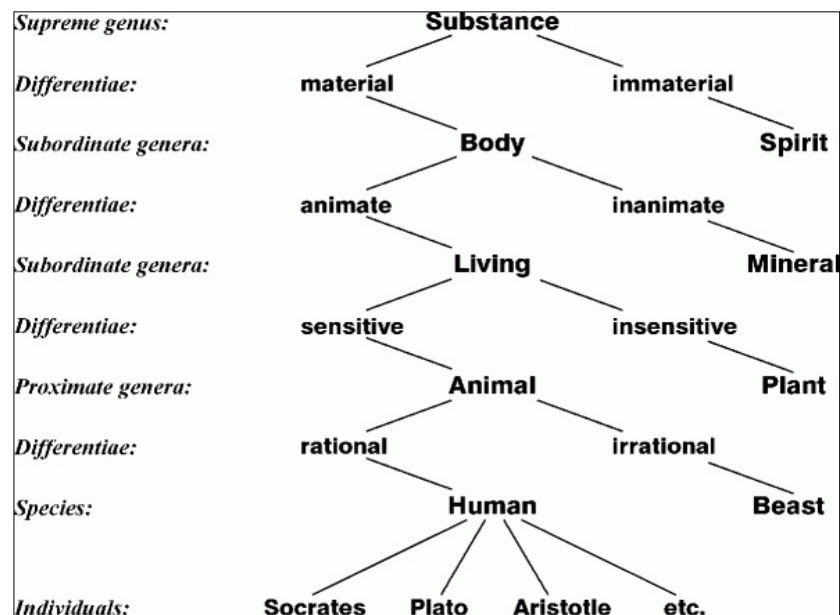 Supreme genus: Substance
Differentiae: material immaterial
Subordinate genera: Body Spirit
Differentiae: animate inanimate
Subordinate genera: Living Mineral
Differentiae: sensitive insensitive
Proximate genera: Animal Plant
Differentiae: rational irrational
Species: Human Beast
Individuals: Socrates Plato Aristotle etc.